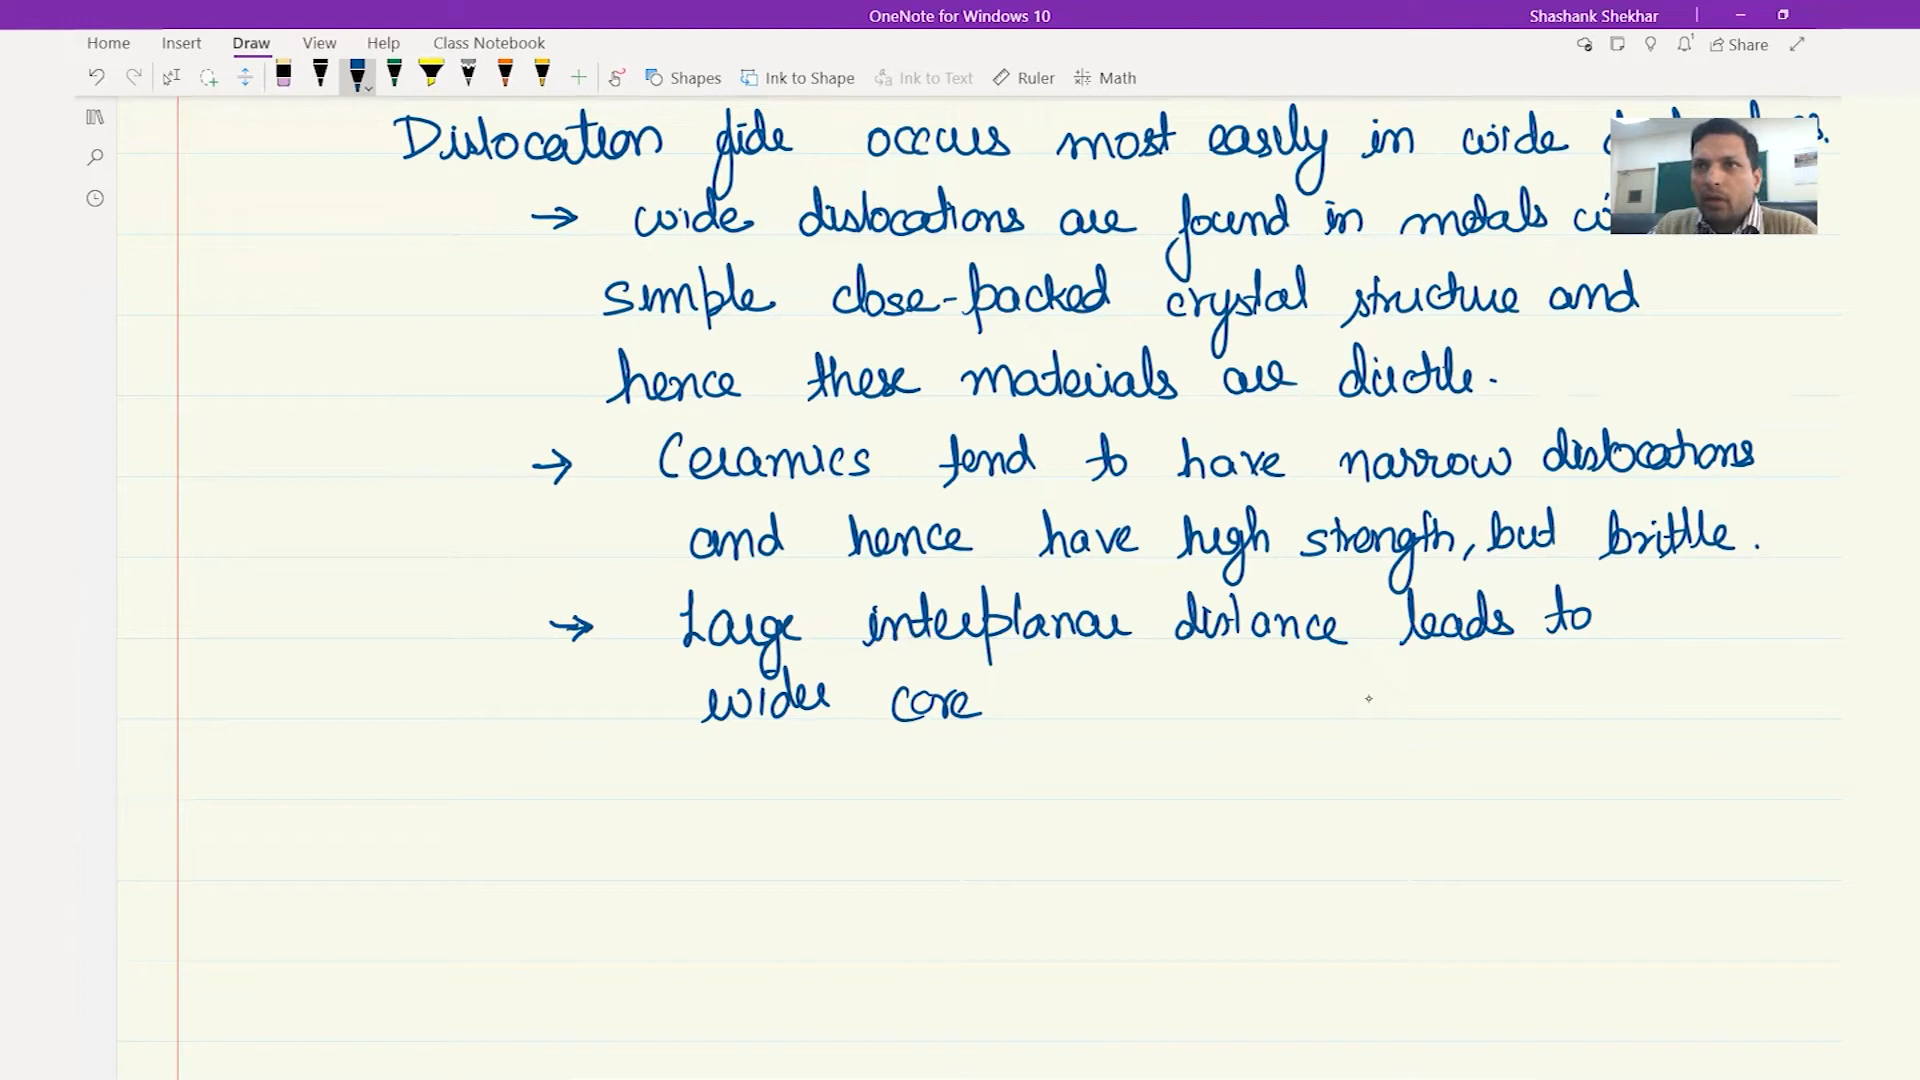 OneNote for Windows 10
Shashank Shekhar
Home Insert Draw View Help Class Notebook
Share
Shapes Ink to Shape Ink to Text Ruler Math
Dislocation glide occurs most easily in wide
→ wide dislocations are found in metals
simple close-packed crystal structure and
hence these materials are ductile.
→ Ceramics tend to have narrow dislocations
and hence have high strength, but brittle.
→ Large interplanar distance leads to
wider core